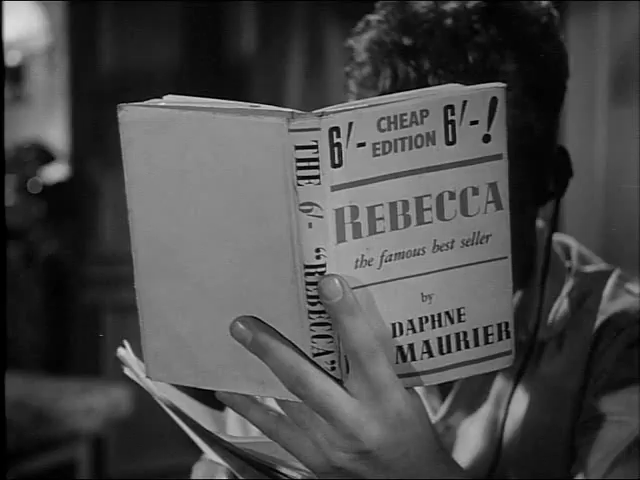 THE 6/- "REBECCA"
6/- CHEAP EDITION 6/-!
REBECCA
the famous best seller
by
DAPHNE
MAURIER